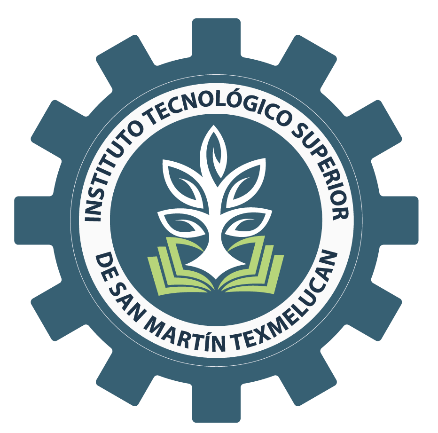 INSTITUTO TECNOLÓGICO SUPERIOR
DE SAN MARTÍN TEXMELUCAN